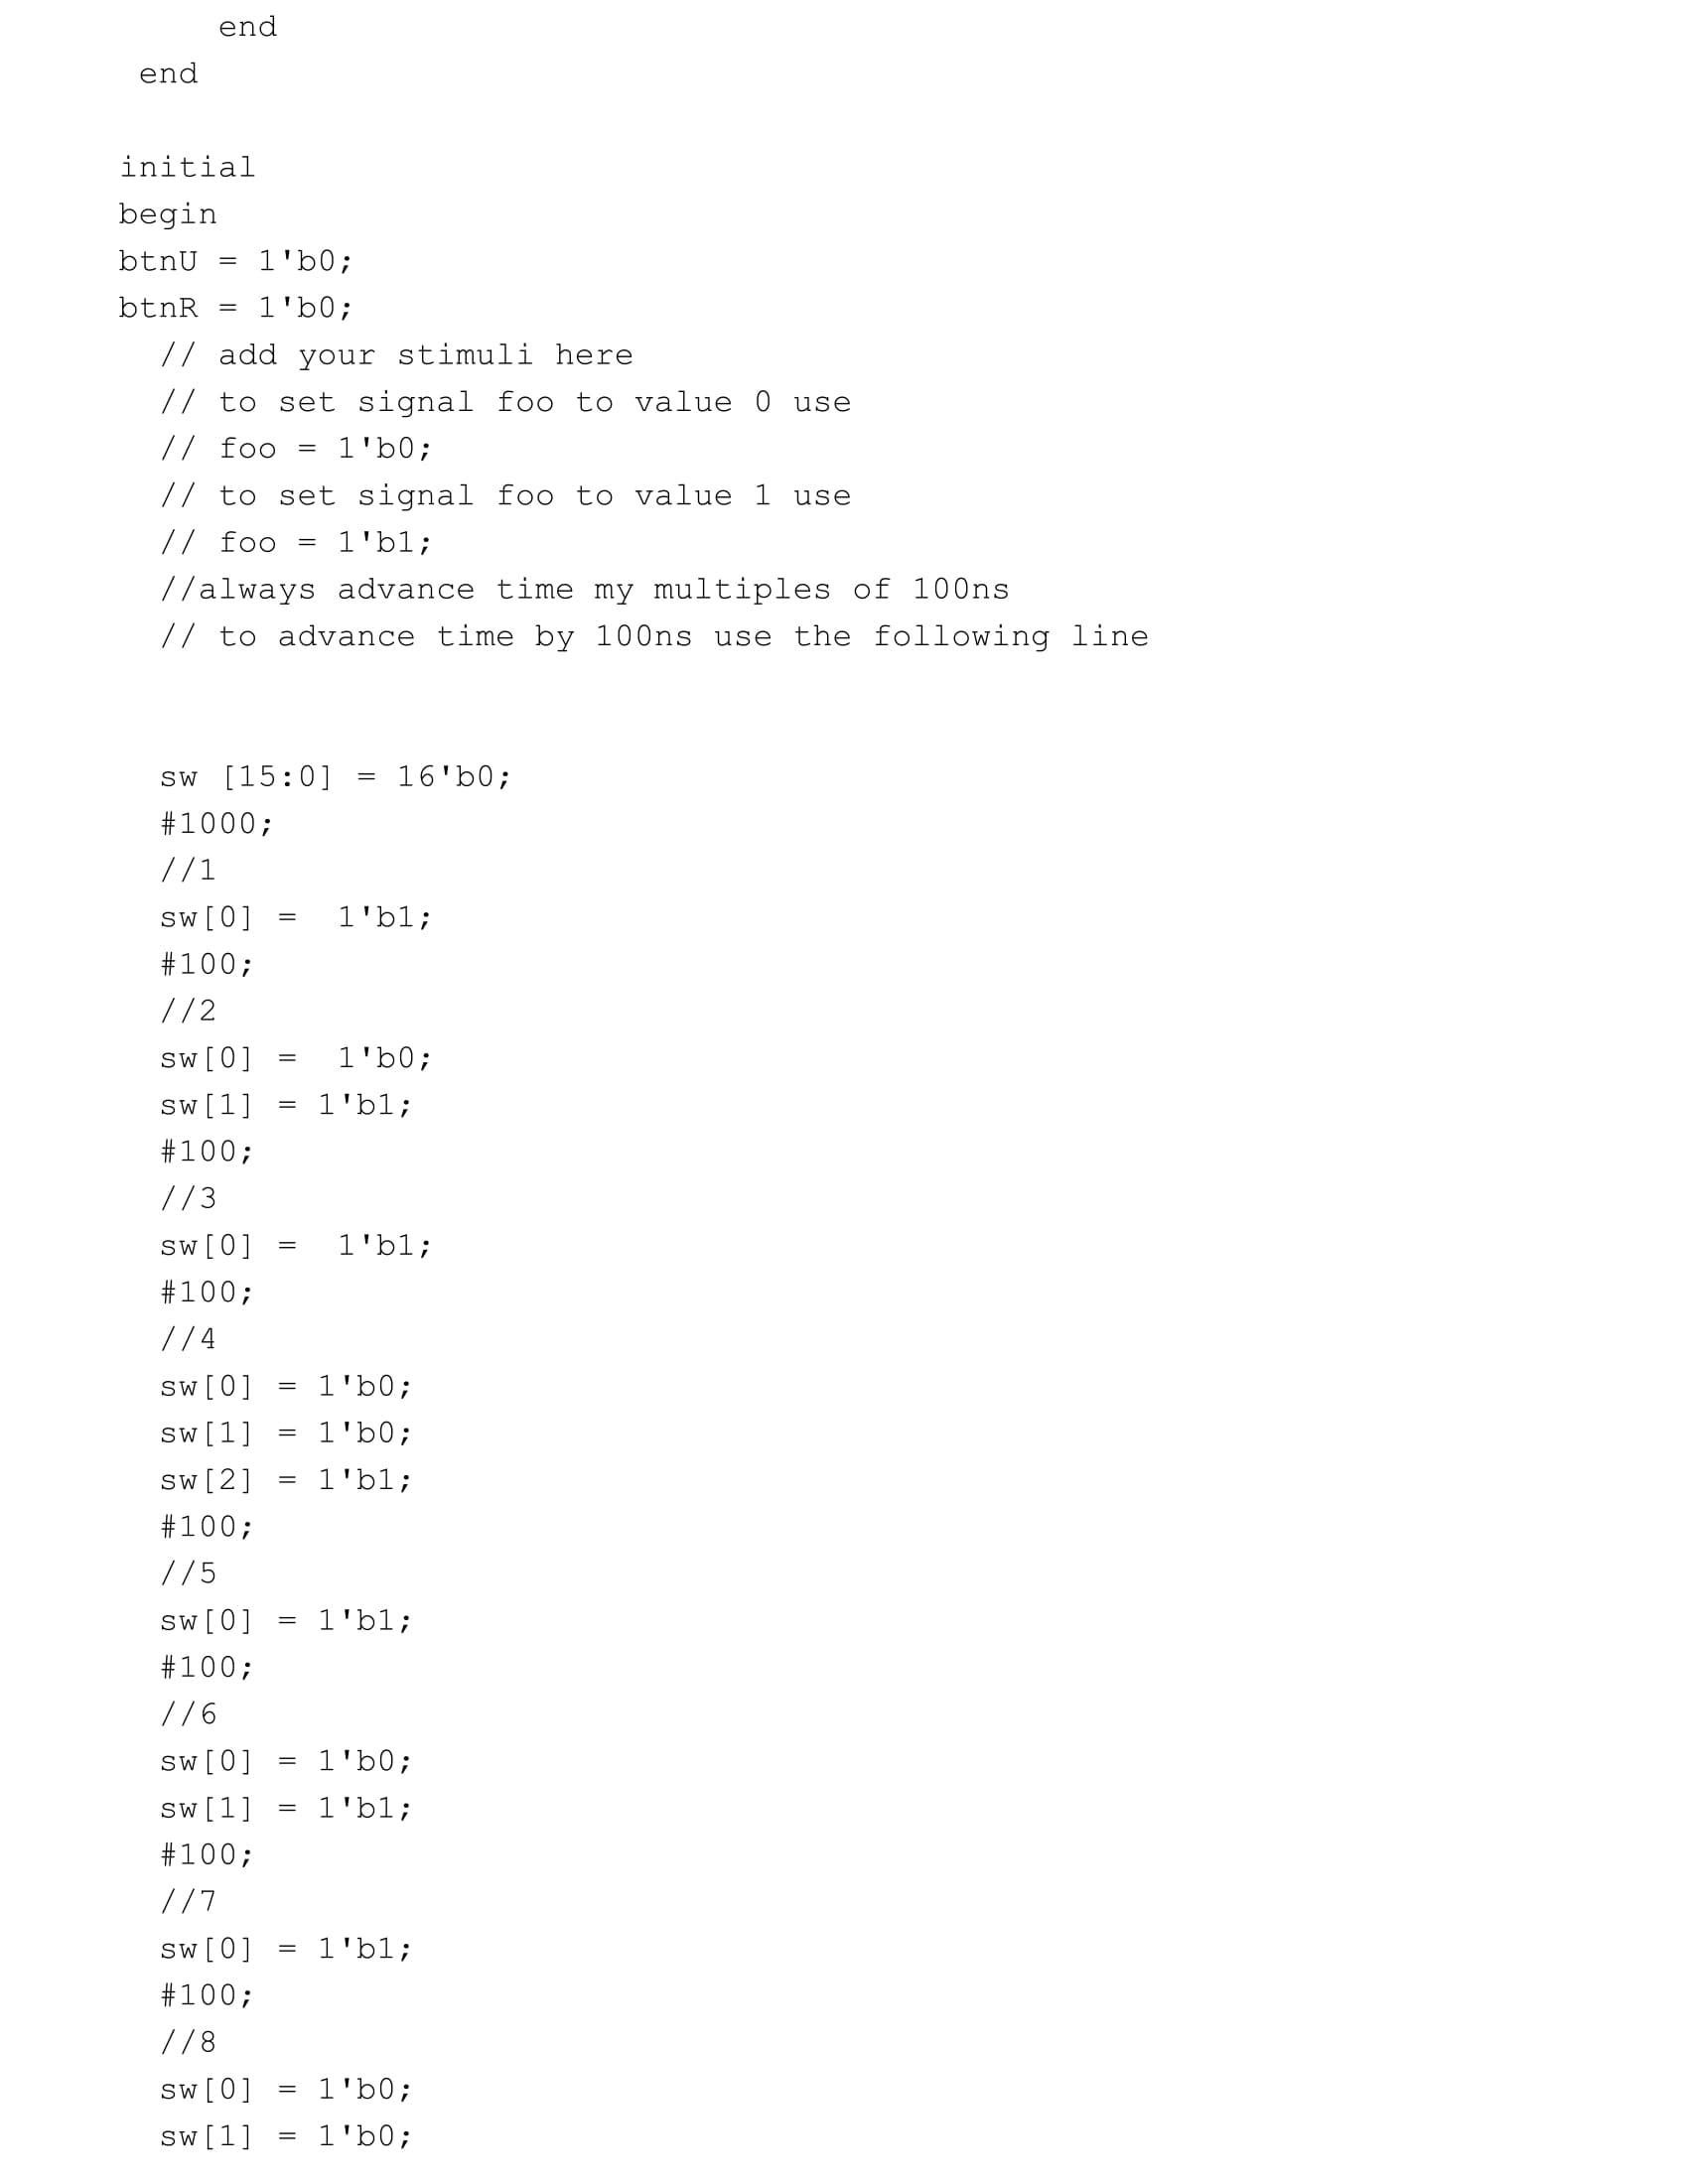 end
end
initial
begin
btnU = 1'b0;
btnR = 1'b0;
// add your stimuli here
// to set signal foo to value 0 use
// foo = 1'b0;
// to set signal foo to value 1 use
// foo = 1'b1;
//always advance time my multiples of 100ns
// to advance time by 100ns use the following line
sw [15:0] = 16'b0;
#1000;
//1
sw[0] =  1'b1;
#100;
//2
sw[0] =  1'b0;
sw[1] = 1'b1;
#100;
//3
sw[0] =  1'b1;
#100;
//4
sw[0] = 1'b0;
sw[1] = 1'b0;
sw[2] = 1'b1;
#100;
//5
sw[0] = 1'b1;
#100;
//6
sw[0] = 1'b0;
sw[1] = 1'b1;
#100;
//7
sw[0] = 1'b1;
#100;
//8
sw[0] = 1'b0;
sw[1] = 1'b0;